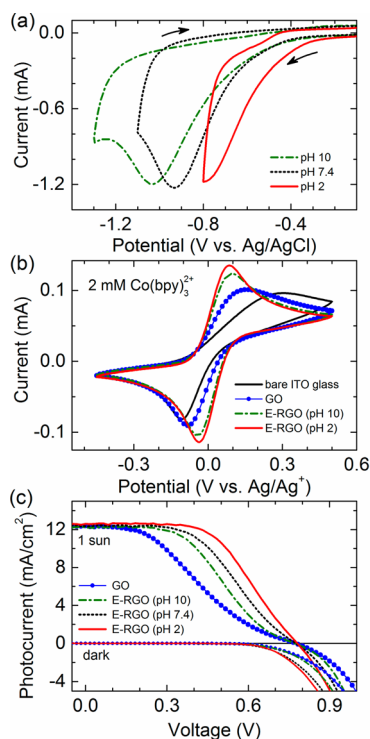 (a)
0.0
-0.6
-1.2
Current (mA)
pH 10
pH 7.4
pH 2
-1.2 -0.8 -0.4
Potential (V vs. Ag/AgCl)
(b)
2 mM Co(bpy)₃²⁺
0.1
0.0
-0.1
Current (mA)
bare ITO glass
GO
E-RGO (pH 10)
E-RGO (pH 2)
-0.3 0.0 0.3 0.6
Potential (V vs. Ag/Ag⁺)
(c)
12
8
4
0
-4
Photocurrent (mA/cm²)
1 sun
GO
E-RGO (pH 10)
E-RGO (pH 7.4)
E-RGO (pH 2)
dark
0.0 0.3 0.6 0.9
Voltage (V)